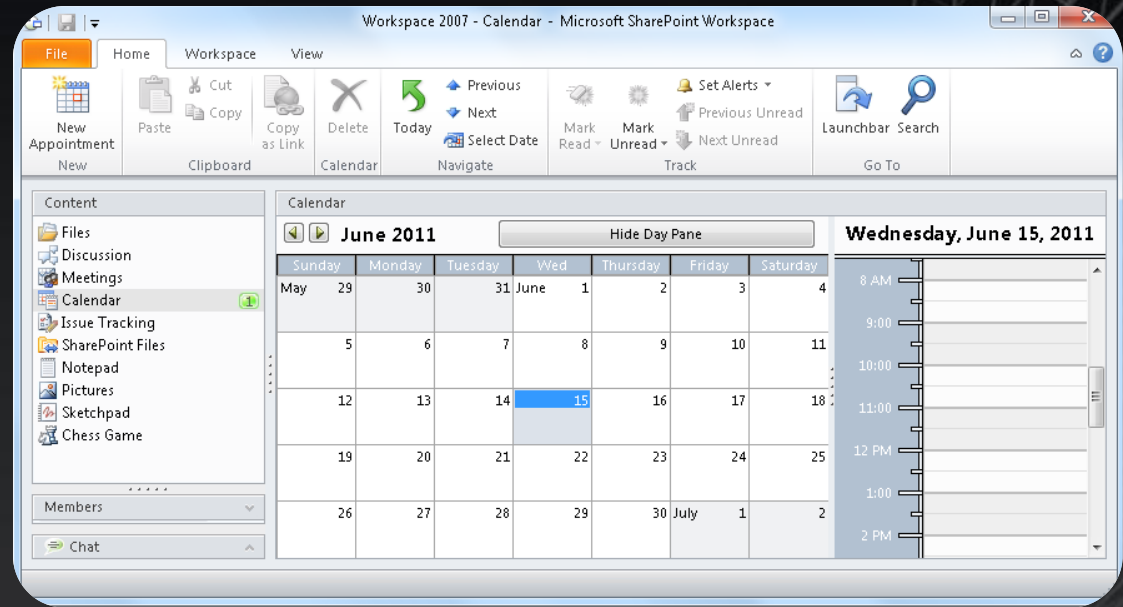 Workspace 2007 - Calendar - Microsoft SharePoint Workspace
File Home Workspace View
New Appointment
Paste
Cut
Copy
Copy as Link
Delete
Today
Previous
Next
Select Date
Mark Read
Mark Unread
Set Alerts
Previous Unread
Next Unread
Launchbar
Search
New Clipboard Calendar Navigate Track Go To
Content
Files
Discussion
Meetings
Calendar 1
Issue Tracking
SharePoint Files
Notepad
Pictures
Sketchpad
Chess Game
Members
Chat
Calendar
June 2011
Hide Day Pane
Sunday Monday Tuesday Wed Thursday Friday Saturday
May 29 30 31 June 1 2 3 4
5 6 7 8 9 10 11
12 13 14 15 16 17 18
19 20 21 22 23 24 25
26 27 28 29 30 July 1 2
Wednesday, June 15, 2011
8 AM
9:00
10:00
11:00
12 PM
1:00
2 PM